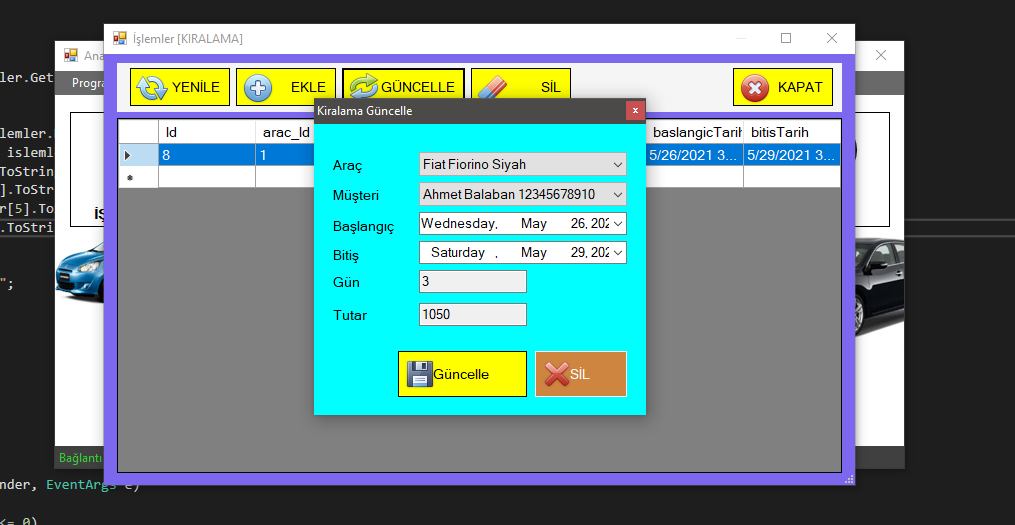 İşlemler [KIRALAMA]
Ana
ler.Get
Progra
YENİLE
EKLE
GÜNCELLE
SİL
KAPAT
Kiralama Güncelle
Id
arac_Id
baslangicTarih
bitisTarih
8
1
5/26/2021 3...
5/29/2021 3...
lemler.
islemle
ToStrin
].ToStr
r[5].To
.ToStri
";
İŞ
Araç
Fiat Fiorino Siyah
Müşteri
Ahmet Balaban 12345678910
Başlangıç
Wednesday, May 26, 202
Bitiş
Saturday , May 29, 202
Gün
3
Tutar
1050
Güncelle
SİL
Bağlantı
nder, EventArgs e)
<= 0)